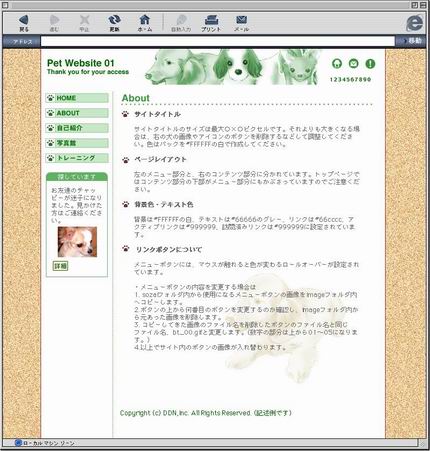 戻る 進む 中止 更新 ホーム 自動入力 プリント メール
アドレス
移動
Pet Website 01
Thank you for your access
1234567890
HOME
ABOUT
自己紹介
写真館
トレーニング
探しています
お友達のチャッ
ピーが迷子になり
ました。見かけた
方はご連絡くださ
い。
詳細
About
サイトタイトル
サイトタイトルのサイズは最大○×○ピクセルです。それよりも大きくなる場
合は、右の犬の画像やアイコンのボタンを削除するなどして調整してくださ
い。色はバックを#FFFFFFの白で作成してください。
ページレイアウト
左のメニュー部分と、右のコンテンツ部分に分かれています。トップページで
はコンテンツ部分の下部がメニュー部分にもかぶさっていますのでご注意くだ
さい。
背景色・テキスト色
背景は#FFFFFFの白、テキストは#66666のグレー、リンクは#66cccc、ア
クティブリンクは#999999、訪問済みリンクは#999999に設定されていま
す。
リンクボタンについて
メニューボタンには、マウスが触れると色が変わるロールオーバーが設定され
ています。
・メニューボタンの内容を変更する場合は
1. sozaiフォルダ内から使用になるメニューボタンの画像をimageフォルダ内
へコピーします。
2.ボタンの上から何番目のボタンを変更するのか確認し、imageフォルダ内か
ら元あった画像を削除します。
3.コピーしてきた画像のファイル名を削除したボタンのファイル名と同じ
ファイル名、bt_00.gifと変更します。(数字の部分は上から01～05になりま
す。)
4.以上でサイト内のボタンの画像が入れ替わります。
Copyright (c) DDN,Inc. All Rights Reserved.（記述例です）
ローカル マシン ゾーン